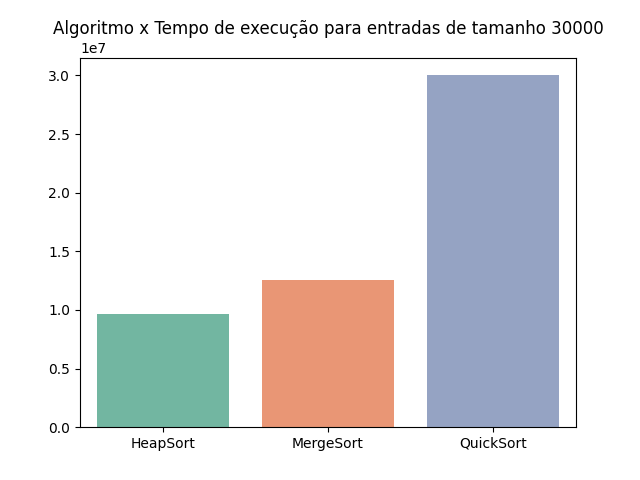 Algoritmo x Tempo de execução para entradas de tamanho 30000
1e7
3.0
2.5
2.0
1.5
1.0
0.5
0.0
HeapSort MergeSort QuickSort